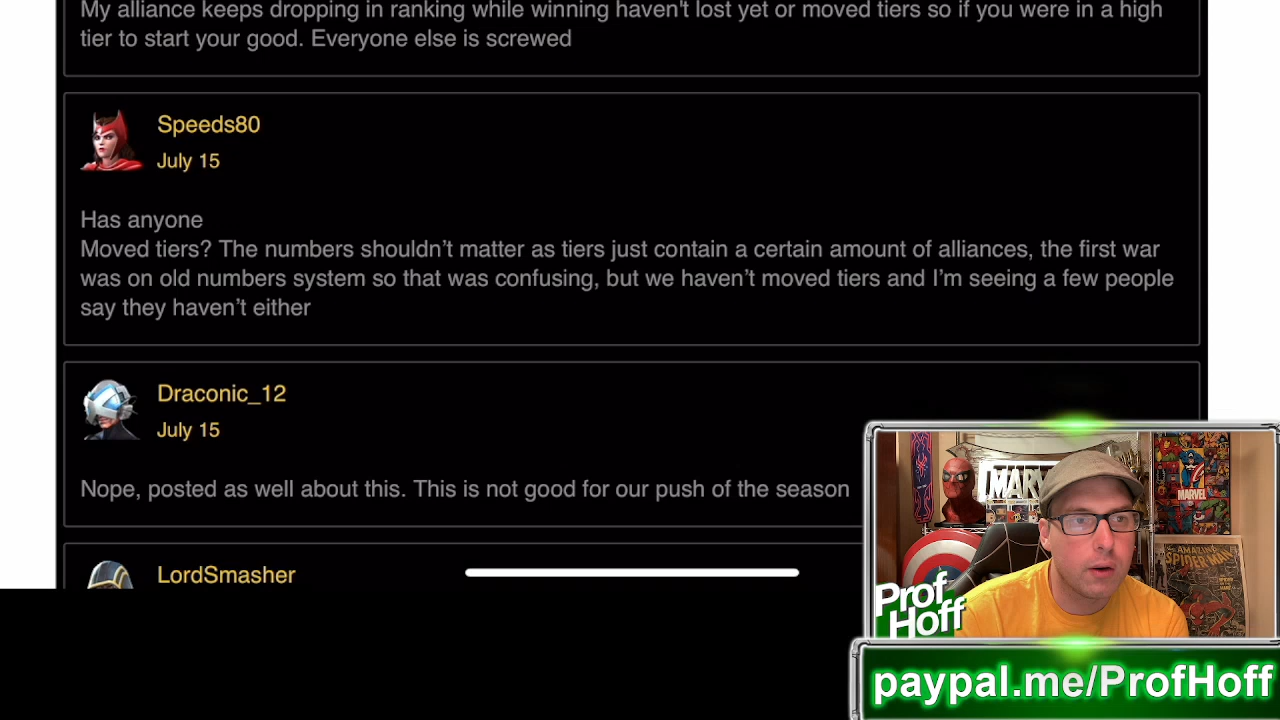 My alliance keeps dropping in ranking while winning haven't lost yet or moved tiers so if you were in a high
tier to start your good. Everyone else is screwed
Speeds80
July 15
Has anyone
Moved tiers? The numbers shouldn't matter as tiers just contain a certain amount of alliances, the first war
was on old numbers system so that was confusing, but we haven't moved tiers and I'm seeing a few people
say they haven't either
Draconic_12
July 15
Nope, posted as well about this. This is not good for our push of the season
LordSmasher
MARV
MARVEL
AMAZING
SPIDER-MAN
Prof
Hoff
paypal.me/ProfHoff